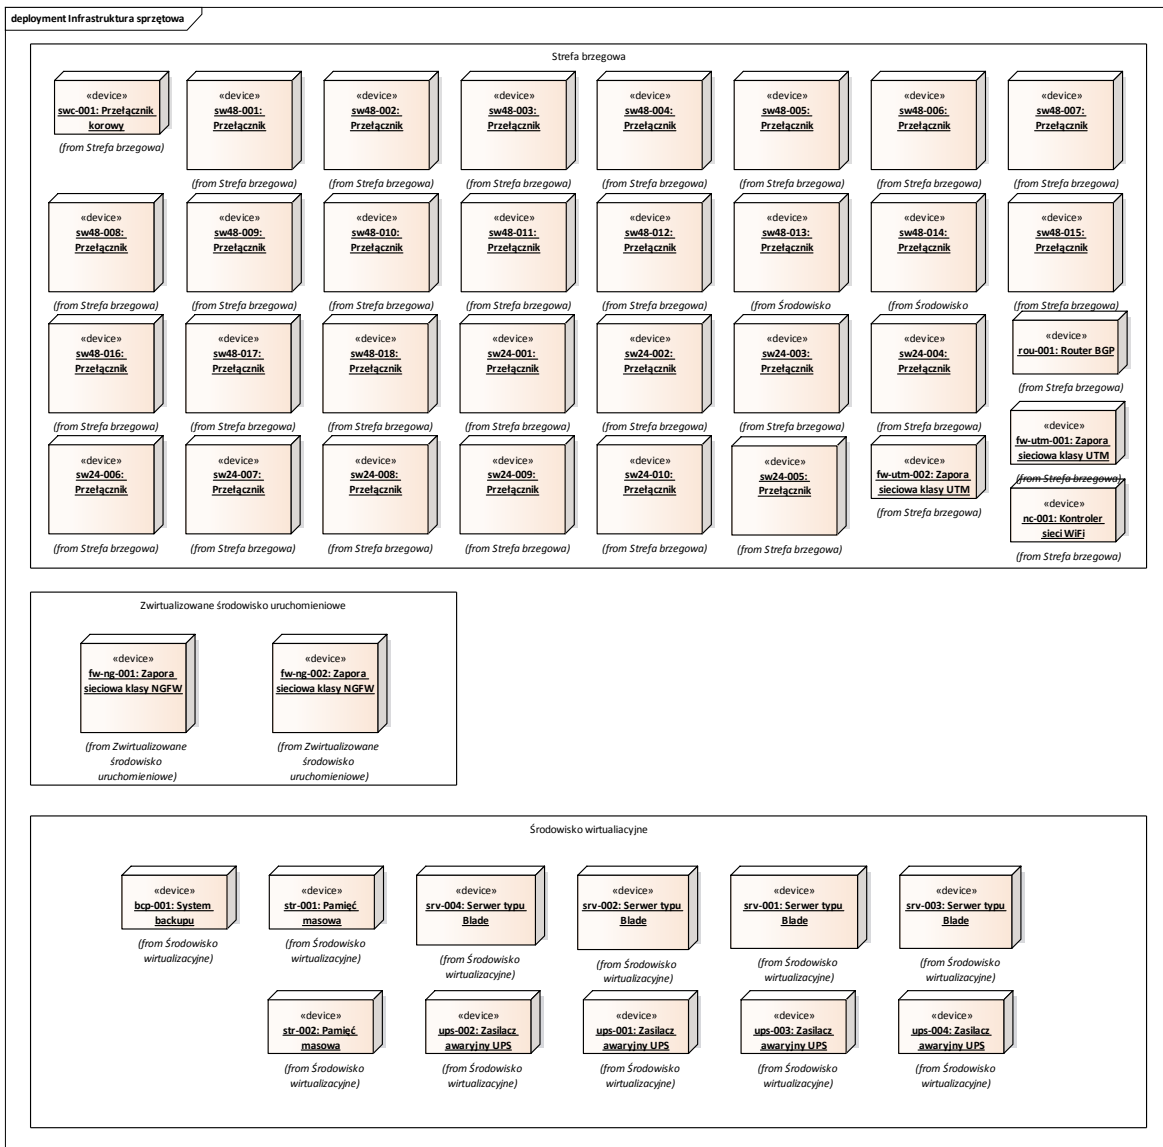 deployment Infrastruktura sprzętowa
Strefa brzegowa
«device»
swc-001: Przełącznik
korowy
(from Strefa brzegowa)
«device»
sw48-001:
Przełącznik
(from Strefa brzegowa)
«device»
sw48-002:
Przełącznik
(from Strefa brzegowa)
«device»
sw48-003:
Przełącznik
(from Strefa brzegowa)
«device»
sw48-004:
Przełącznik
(from Strefa brzegowa)
«device»
sw48-005:
Przełącznik
(from Strefa brzegowa)
«device»
sw48-006:
Przełącznik
(from Strefa brzegowa)
«device»
sw48-007:
Przełącznik
(from Strefa brzegowa)
«device»
sw48-008:
Przełącznik
(from Strefa brzegowa)
«device»
sw48-009:
Przełącznik
(from Strefa brzegowa)
«device»
sw48-010:
Przełącznik
(from Strefa brzegowa)
«device»
sw48-011:
Przełącznik
(from Strefa brzegowa)
«device»
sw48-012:
Przełącznik
(from Strefa brzegowa)
«device»
sw48-013:
Przełącznik
(from Środowisko
«device»
sw48-014:
Przełącznik
(from Środowisko
«device»
sw48-015:
Przełącznik
(from Strefa brzegowa)
«device»
sw48-016:
Przełącznik
(from Strefa brzegowa)
«device»
sw48-017:
Przełącznik
(from Strefa brzegowa)
«device»
sw48-018:
Przełącznik
(from Strefa brzegowa)
«device»
sw24-001:
Przełącznik
(from Strefa brzegowa)
«device»
sw24-002:
Przełącznik
(from Strefa brzegowa)
«device»
sw24-003:
Przełącznik
(from Strefa brzegowa)
«device»
sw24-004:
Przełącznik
(from Strefa brzegowa)
«device»
rou-001: Router BGP
(from Strefa brzegowa)
«device»
fw-utm-001: Zapora
sieciowa klasy UTM
(from Strefa brzegowa)
«device»
sw24-006:
Przełącznik
(from Strefa brzegowa)
«device»
sw24-007:
Przełącznik
(from Strefa brzegowa)
«device»
sw24-008:
Przełącznik
(from Strefa brzegowa)
«device»
sw24-009:
Przełącznik
(from Strefa brzegowa)
«device»
sw24-010:
Przełącznik
(from Strefa brzegowa)
«device»
sw24-005:
Przełącznik
(from Strefa brzegowa)
«device»
fw-utm-002: Zapora
sieciowa klasy UTM
(from Strefa brzegowa)
«device»
nc-001: Kontroler
sieci WiFi
(from Strefa brzegowa)
Zwirtualizowane środowisko uruchomieniowe
«device»
fw-ng-001: Zapora
sieciowa klasy NGFW
(from Zwirtualizowane
środowisko
uruchomieniowe)
«device»
fw-ng-002: Zapora
sieciowa klasy NGFW
(from Zwirtualizowane
środowisko
uruchomieniowe)
Środowisko wirtualiacyjne
«device»
bcp-001: System
backupu
(from Środowisko
wirtualizacyjne)
«device»
str-001: Pamięć
masowa
(from Środowisko
wirtualizacyjne)
«device»
srv-004: Serwer typu
Blade
(from Środowisko
wirtualizacyjne)
«device»
srv-002: Serwer typu
Blade
(from Środowisko
wirtualizacyjne)
«device»
srv-001: Serwer typu
Blade
(from Środowisko
wirtualizacyjne)
«device»
srv-003: Serwer typu
Blade
(from Środowisko
wirtualizacyjne)
«device»
str-002: Pamięć
masowa
(from Środowisko
wirtualizacyjne)
«device»
ups-002: Zasilacz
awaryjny UPS
(from Środowisko
wirtualizacyjne)
«device»
ups-001: Zasilacz
awaryjny UPS
(from Środowisko
wirtualizacyjne)
«device»
ups-003: Zasilacz
awaryjny UPS
(from Środowisko
wirtualizacyjne)
«device»
ups-004: Zasilacz
awaryjny UPS
(from Środowisko
wirtualizacyjne)